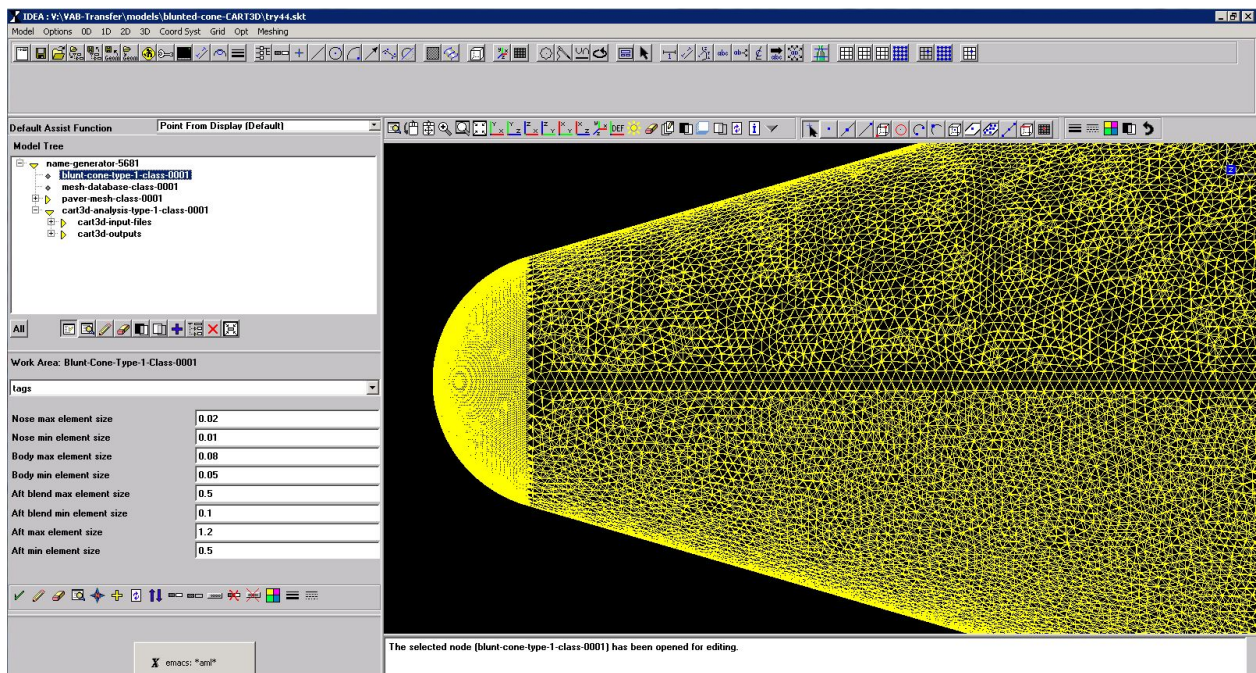 IDEA : V:\VAB-Transfer\models\blunted-cone-CART3D\try44.skt
Model Options 0D 1D 2D 3D Coord Syst Grid Opt Meshing
Default Assist Function Point From Display (Default)
Model Tree
name-generator-5681
blunt-cone-type-1-class-0001
mesh-database-class-0001
paver-mesh-class-0001
cart3d-analysis-type-1-class-0001
cart3d-input-files
cart3d-outputs
All
Work Area: Blunt-Cone-Type-1-Class-0001
tags
Nose max element size 0.02
Nose min element size 0.01
Body max element size 0.08
Body min element size 0.05
Aft blend max element size 0.5
Aft blend min element size 0.1
Aft max element size 1.2
Aft min element size 0.5
X emacs: *aml*
DEF
Z
The selected node (blunt-cone-type-1-class-0001) has been opened for editing.